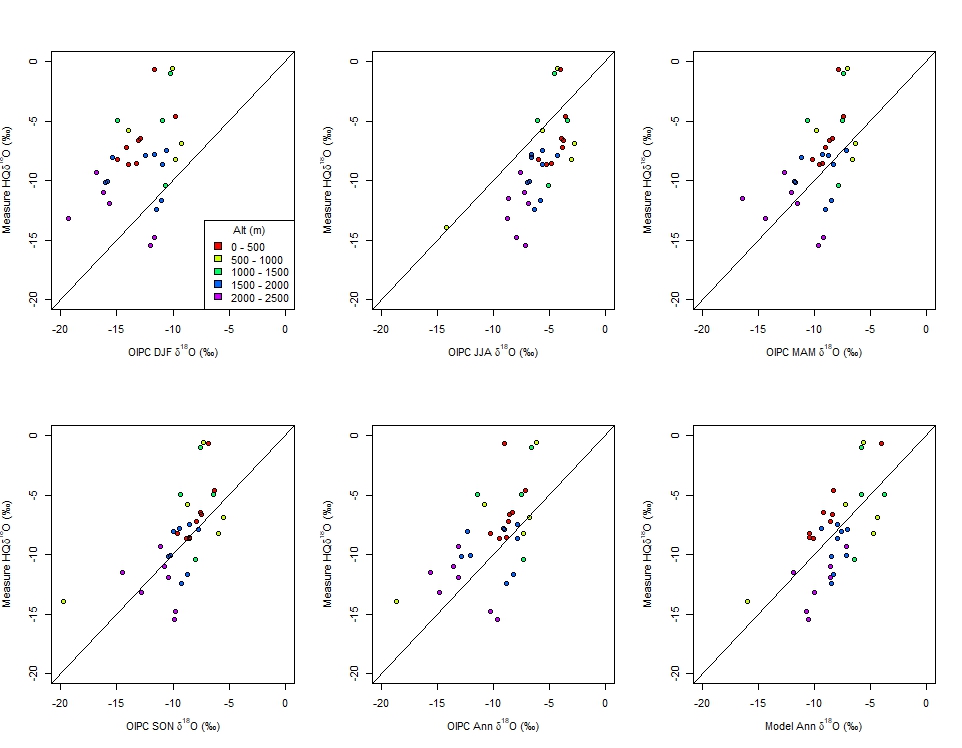 0 -5 -10 -15 -20
Measure HQδ¹⁸O (‰)
-20 -15 -10 -5 0
OIPC DJF δ¹⁸O (‰)
Alt (m)
0 - 500
500 - 1000
1000 - 1500
1500 - 2000
2000 - 2500
0 -5 -10 -15 -20
Measure HQδ¹⁸O (‰)
-20 -15 -10 -5 0
OIPC JJA δ¹⁸O (‰)
0 -5 -10 -15 -20
Measure HQδ¹⁸O (‰)
-20 -15 -10 -5 0
OIPC MAM δ¹⁸O (‰)
0 -5 -10 -15 -20
Measure HQδ¹⁸O (‰)
-20 -15 -10 -5 0
OIPC SON δ¹⁸O (‰)
0 -5 -10 -15 -20
Measure HQδ¹⁸O (‰)
-20 -15 -10 -5 0
OIPC Ann δ¹⁸O (‰)
0 -5 -10 -15 -20
Measure HQδ¹⁸O (‰)
-20 -15 -10 -5 0
Model Ann δ¹⁸O (‰)